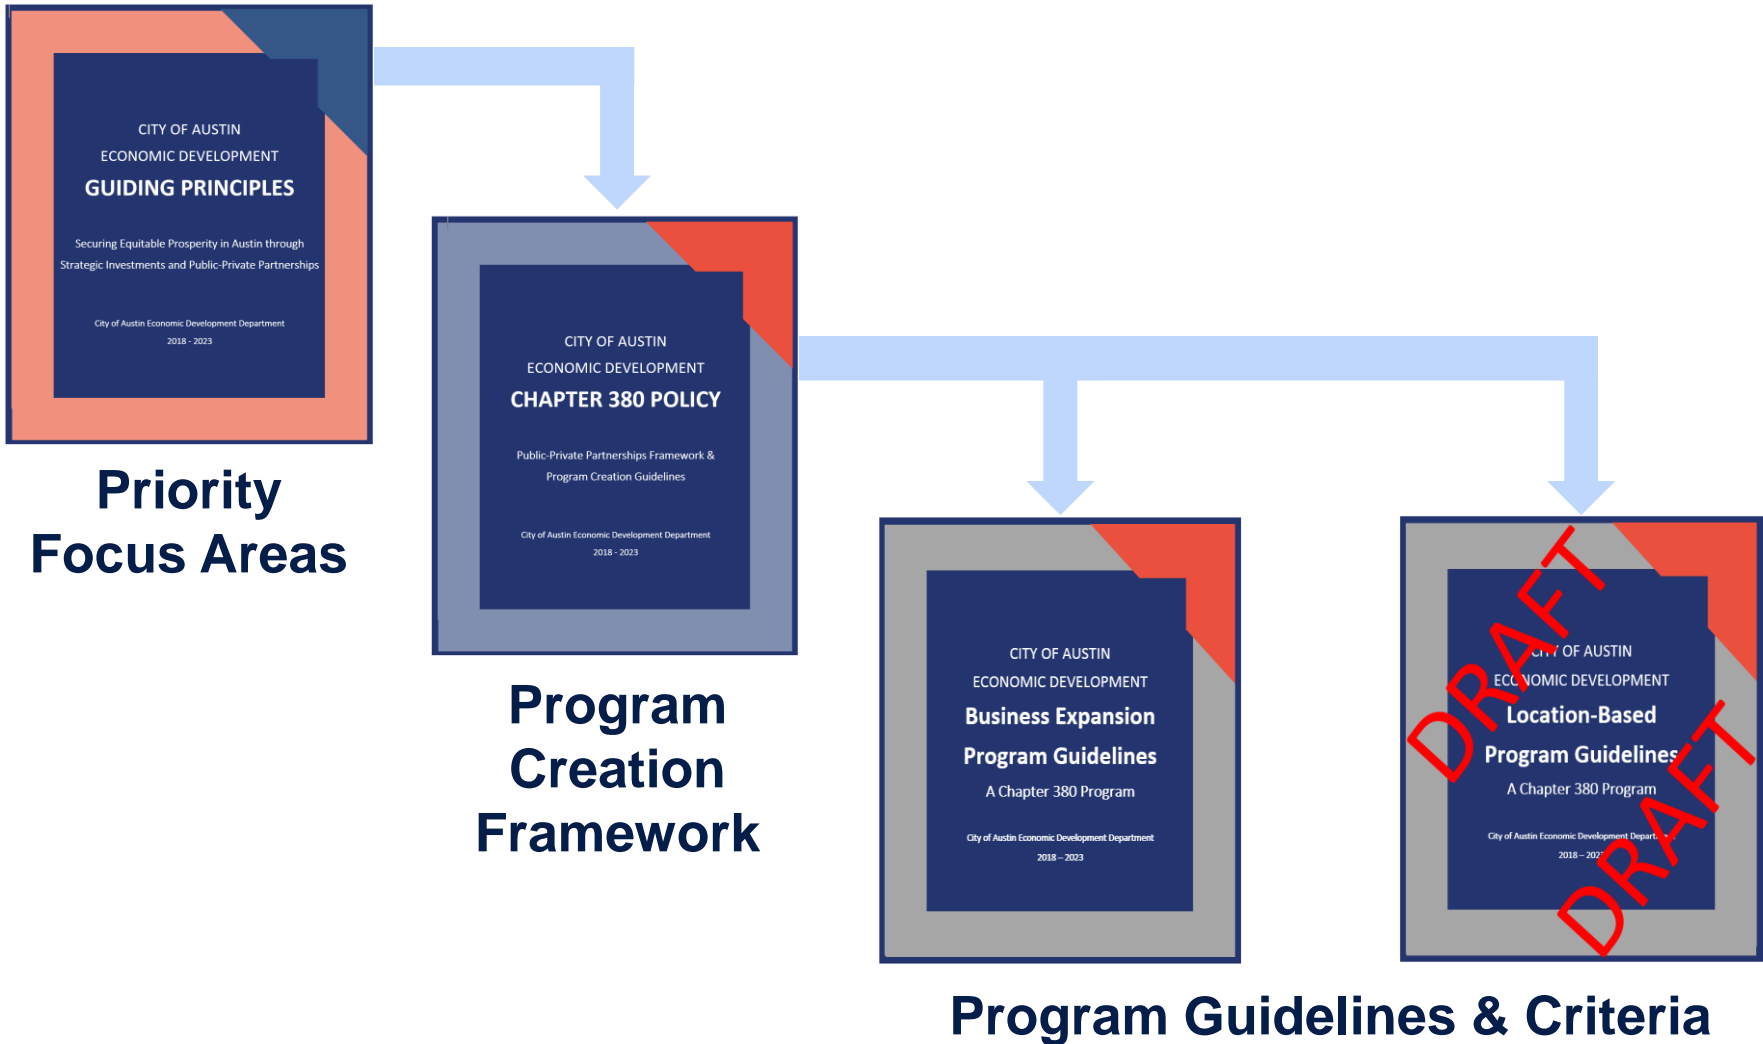 CITY OF AUSTIN
ECONOMIC DEVELOPMENT
GUIDING PRINCIPLES
Securing Equitable Prosperity in Austin through
Strategic Investments and Public-Private Partnerships
City of Austin Economic Development Department
2018 - 2023
Priority
Focus Areas
CITY OF AUSTIN
ECONOMIC DEVELOPMENT
CHAPTER 380 POLICY
Public-Private Partnerships Framework &
Program Creation Guidelines
City of Austin Economic Development Department
2018 - 2023
Program
Creation
Framework
CITY OF AUSTIN
ECONOMIC DEVELOPMENT
Business Expansion
Program Guidelines
A Chapter 380 Program
City of Austin Economic Development Department
2018 – 2023
CITY OF AUSTIN
ECONOMIC DEVELOPMENT
Location-Based
Program Guidelines
A Chapter 380 Program
City of Austin Economic Development Department
2018 – 2023
DRAFT
DRAFT
Program Guidelines & Criteria